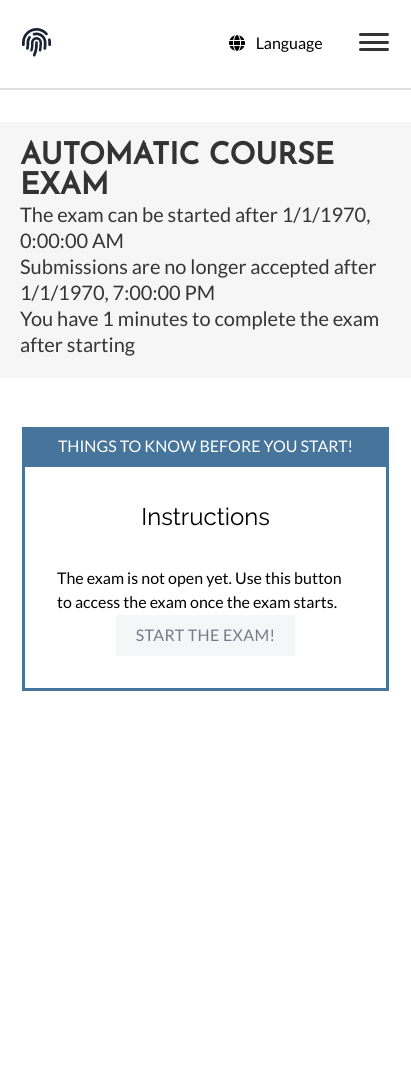 Language
AUTOMATIC COURSE
EXAM
The exam can be started after 1/1/1970,
0:00:00 AM
Submissions are no longer accepted after
1/1/1970, 7:00:00 PM
You have 1 minutes to complete the exam
after starting
THINGS TO KNOW BEFORE YOU START!
Instructions
The exam is not open yet. Use this button
to access the exam once the exam starts.
START THE EXAM!